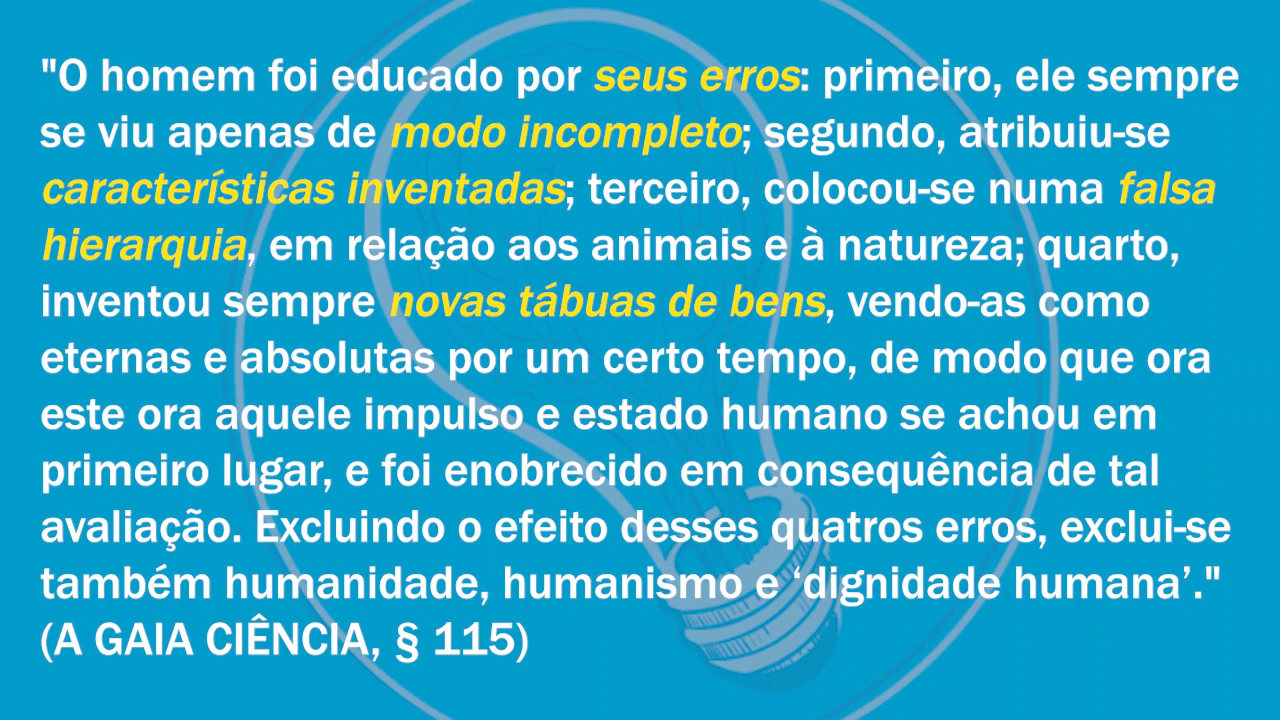 "O homem foi educado por seus erros: primeiro, ele sempre
se viu apenas de modo incompleto; segundo, atribuiu-se
características inventadas; terceiro, colocou-se numa falsa
hierarquia, em relação aos animais e à natureza; quarto,
inventou sempre novas tábuas de bens, vendo-as como
eternas e absolutas por um certo tempo, de modo que ora
este ora aquele impulso e estado humano se achou em
primeiro lugar, e foi enobrecido em consequência de tal
avaliação. Excluindo o efeito desses quatros erros, exclui-se
também humanidade, humanismo e ‘dignidade humana’."
(A GAIA CIÊNCIA, § 115)